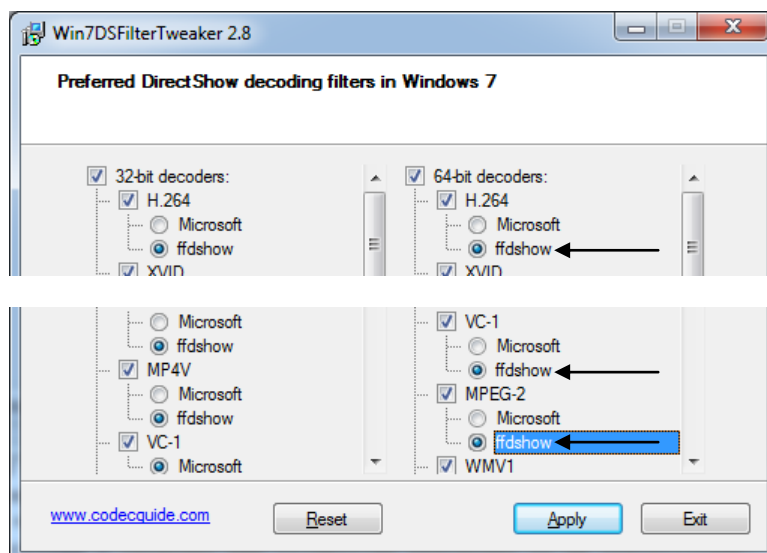 Win7DSFilterTweaker 2.8
Preferred DirectShow decoding filters in Windows 7
32-bit decoders:
H.264
Microsoft
ffdshow
XVID
64-bit decoders:
H.264
Microsoft
ffdshow
XVID
Microsoft
ffdshow
MP4V
Microsoft
ffdshow
VC-1
Microsoft
VC-1
Microsoft
ffdshow
MPEG-2
Microsoft
ffdshow
WMV1
www.codecguide.com
Reset
Apply
Exit